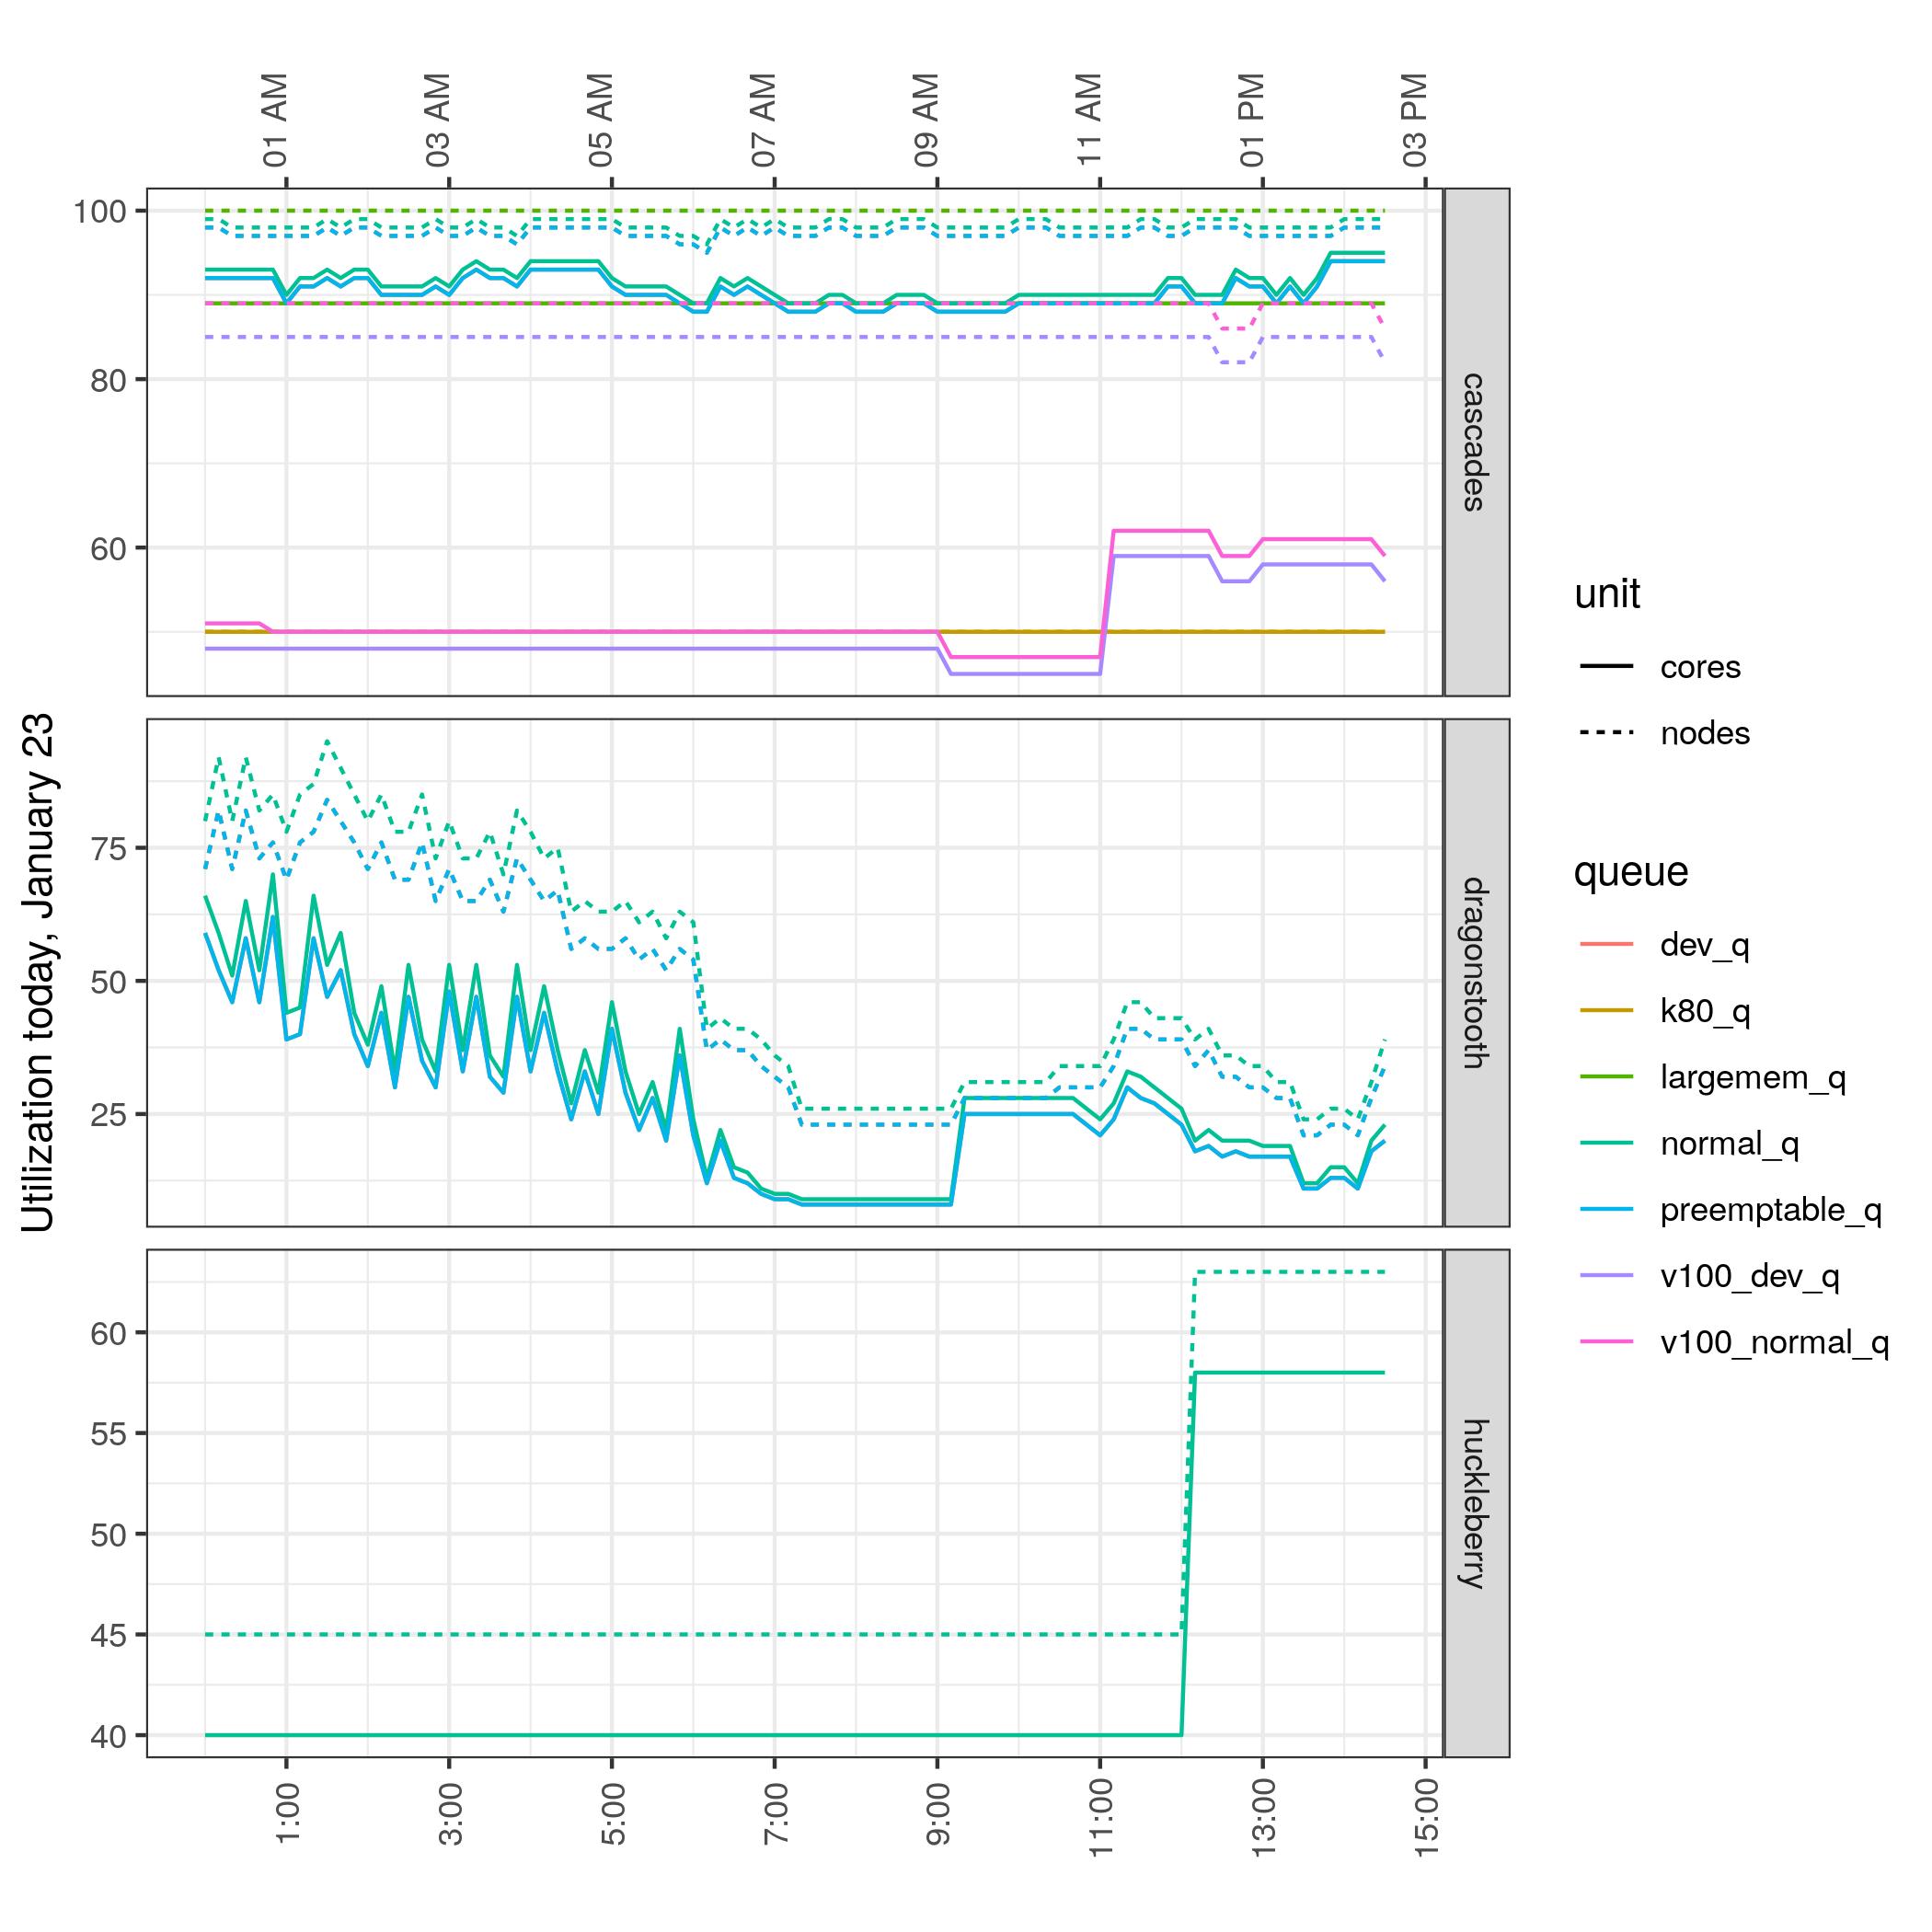 01 AM
03 AM
05 AM
07 AM
09 AM
11 AM
01 PM
03 PM
100
80
60
cascades
75
50
25
dragonstooth
60
55
50
45
40
huckleberry
1:00
3:00
5:00
7:00
9:00
11:00
13:00
15:00
Utilization today, January 23
unit
cores
nodes
queue
dev_q
k80_q
largemem_q
normal_q
preemptable_q
v100_dev_q
v100_normal_q